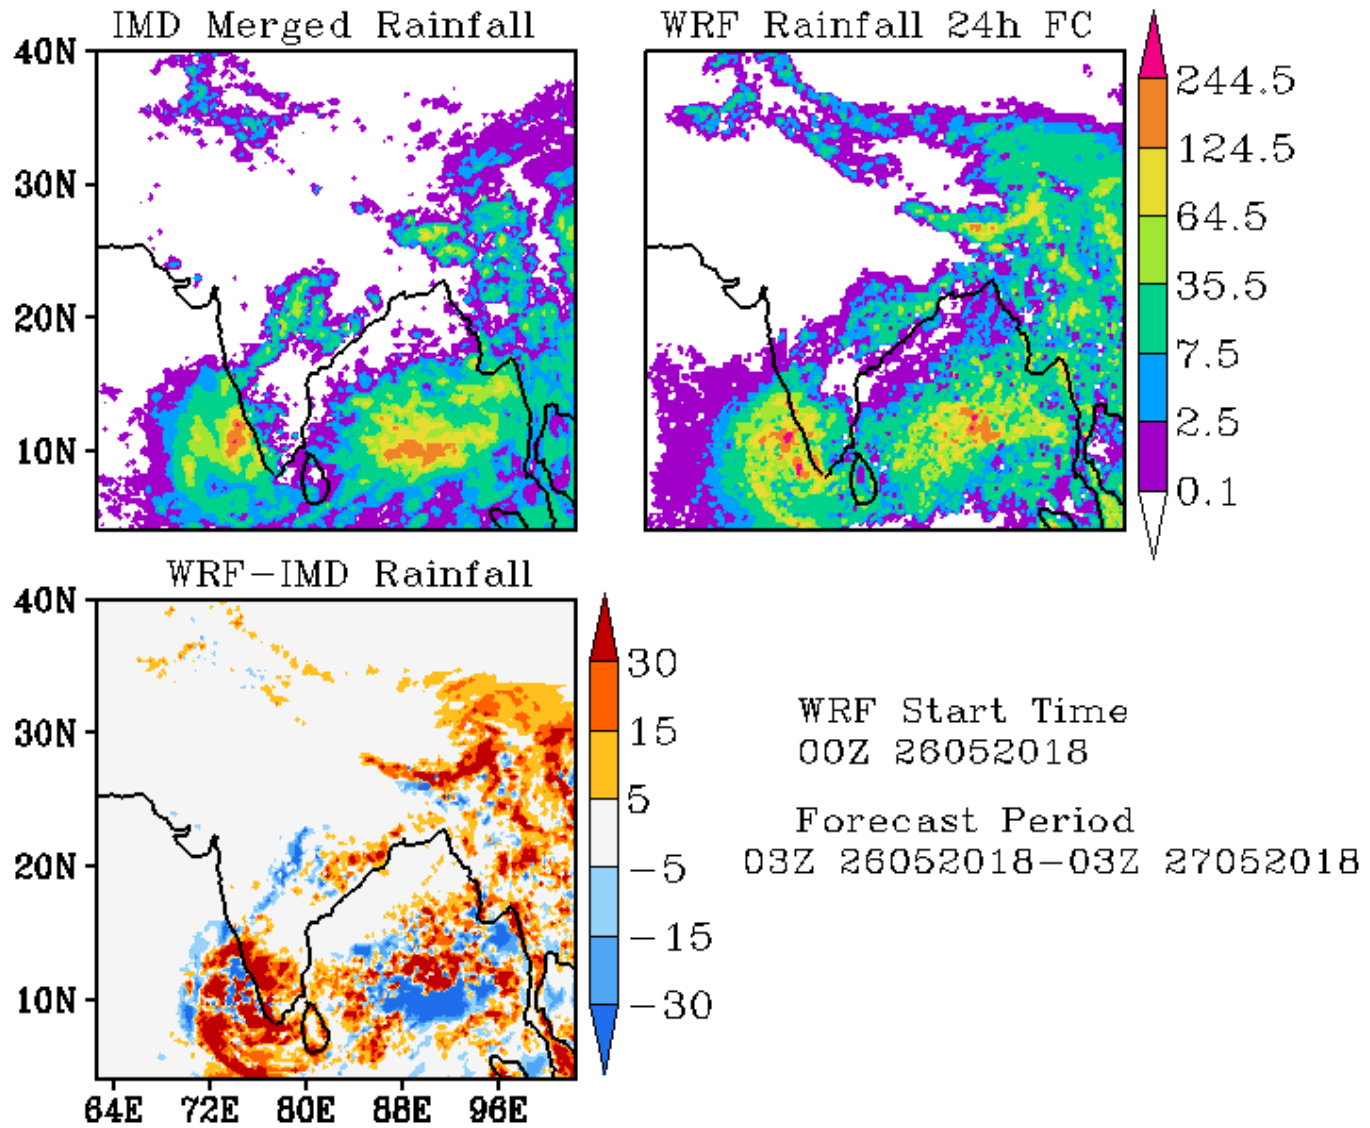 IMD Merged Rainfall
WRF Rainfall 24h FC
40N
30N
20N
10N
244.5
124.5
64.5
35.5
7.5
2.5
0.1
WRF-IMD Rainfall
40N
30N
20N
10N
64E 72E 80E 88E 96E
30
15
5
-5
-15
-30
WRF Start Time
00Z 26052018
Forecast Period
03Z 26052018-03Z 27052018